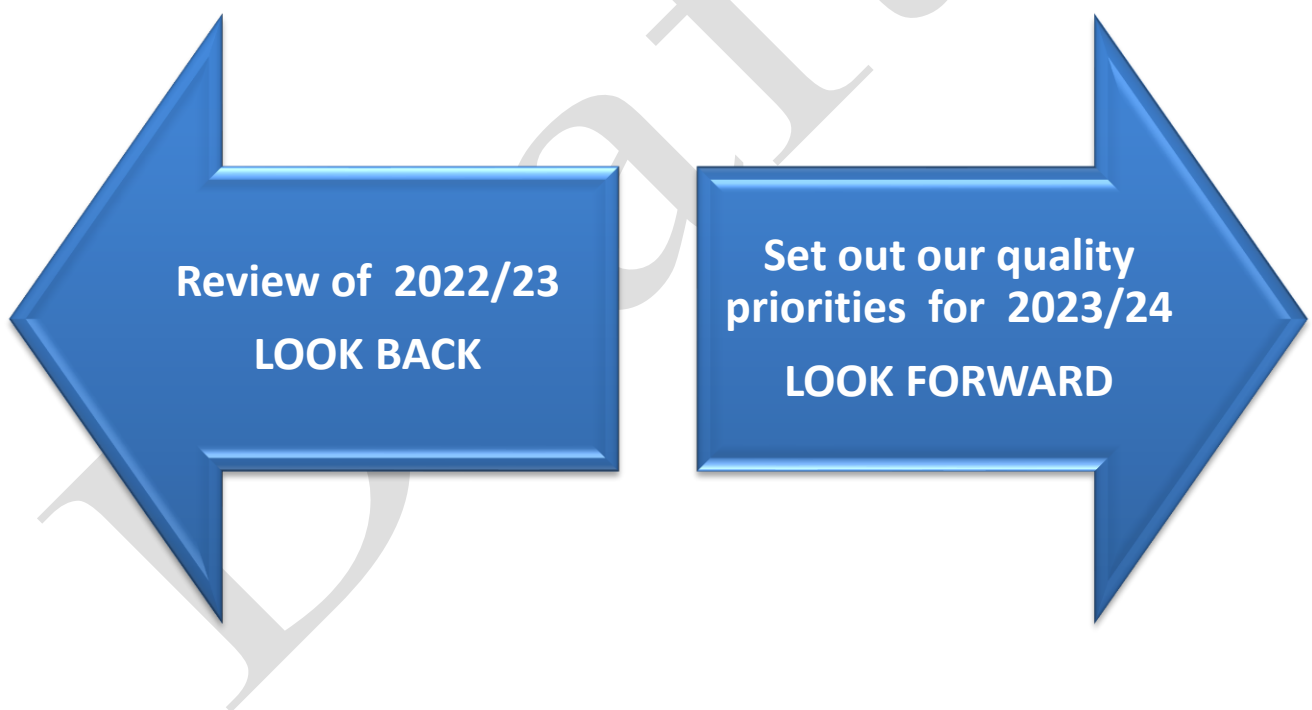 Review of 2022/23
LOOK BACK
Set out our quality
priorities for 2023/24
LOOK FORWARD